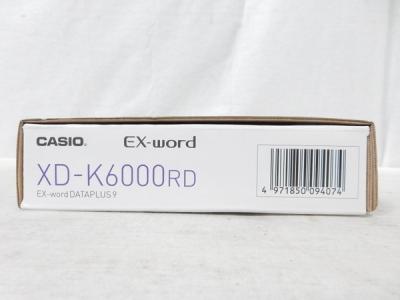 CASIO. EX-word
XD-K6000RD
EX-word DATAPLUS 9
4 971850 094074